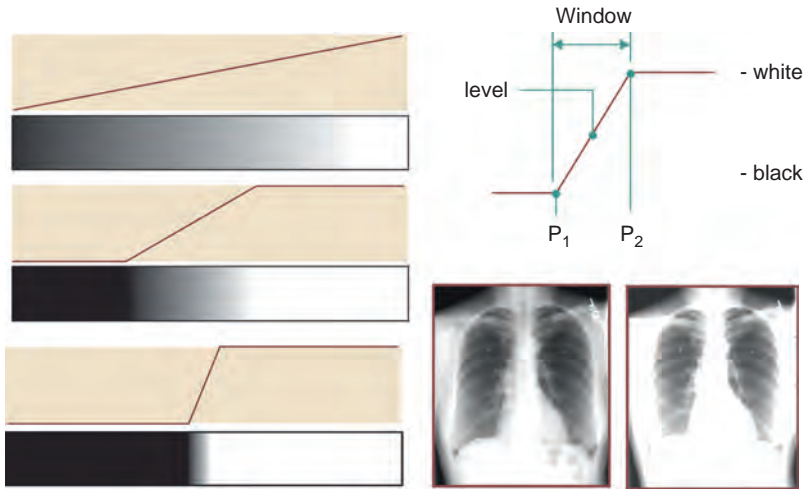 Window
level
- white
- black
P₁ P₂